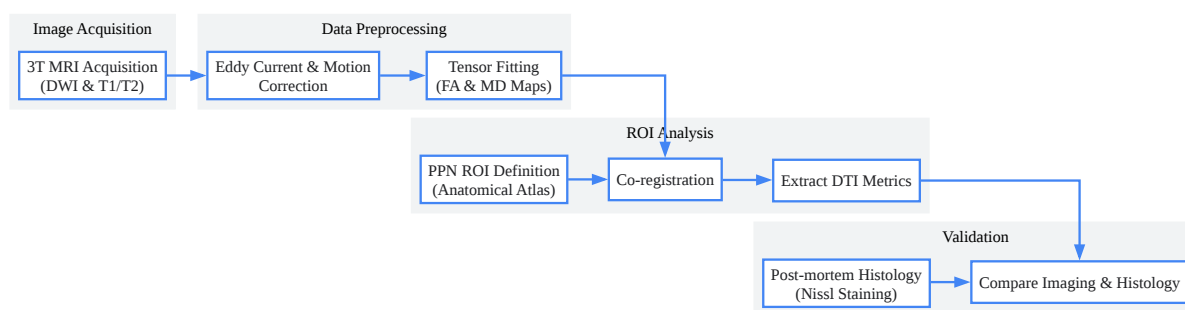 Image Acquisition
3T MRI Acquisition
(DWI & T1/T2)
Data Preprocessing
Eddy Current & Motion
Correction
Tensor Fitting
(FA & MD Maps)
ROI Analysis
PPN ROI Definition
(Anatomical Atlas)
Co-registration
Extract DTI Metrics
Validation
Post-mortem Histology
(Nissl Staining)
Compare Imaging & Histology